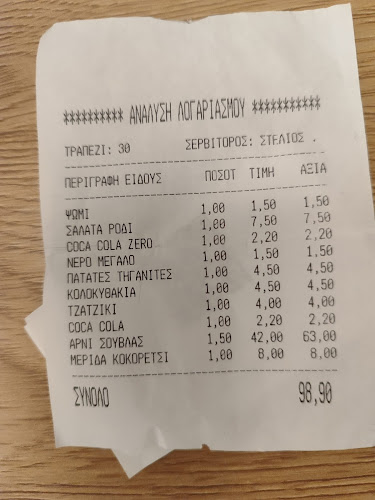 ********** ΑΝΑΛΥΣΗ ΛΟΓΑΡΙΑΣΜΟΥ ***********
ΤΡΑΠΕΖΙ: 30 ΣΕΡΒΙΤΟΡΟΣ: ΣΤΕΛΙΟΣ .
ΠΕΡΙΓΡΑΦΗ ΕΙΔΟΥΣ ΠΟΣΟΤ ΤΙΜΗ ΑΞΙΑ
ΨΩΜΙ 1,00 1,50 1,50
ΣΑΛΑΤΑ ΡΟΔΙ 1,00 7,50 7,50
COCA COLA ZERO 1,00 2,20 2,20
ΝΕΡΟ ΜΕΓΑΛΟ 1,00 1,50 1,50
ΠΑΤΑΤΕΣ ΤΗΓΑΝΙΤΕΣ 1,00 4,50 4,50
ΚΟΛΟΚΥΘΑΚΙΑ 1,00 4,50 4,50
ΤΖΑΤΖΙΚΙ 1,00 4,00 4,00
COCA COLA 1,00 2,20 2,20
ΑΡΝΙ ΣΟΥΒΛΑΣ 1,50 42,00 63,00
ΜΕΡΙΔΑ ΚΟΚΟΡΕΤΣΙ 1,00 8,00 8,00
ΣΥΝΟΛΟ 98,90